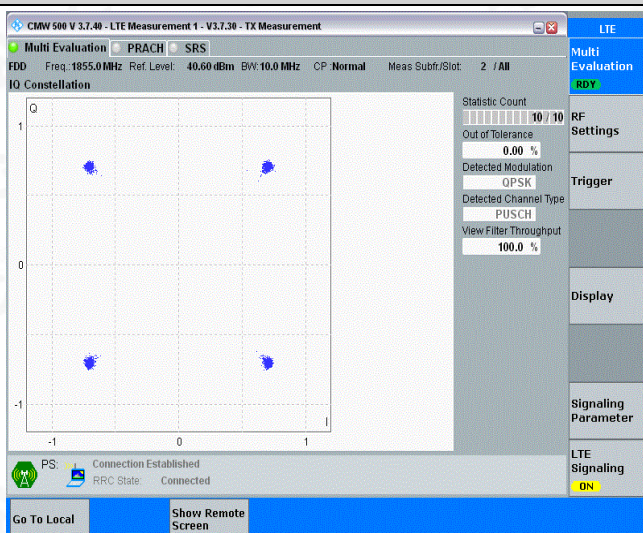 CMW 500 V 3.7.40 - LTE Measurement 1 - V3.7.30 - TX Measurement
LTE
Multi Evaluation PRACH SRS
FDD Freq.:1855.0 MHz Ref. Level: 40.60 dBm BW:10.0 MHz CP :Normal Meas Subfr./Slot: 2 / All
IQ Constellation
Q
1
0
-1
-1 0 1
I
Statistic Count
10 / 10
Out of Tolerance
0.00 %
Detected Modulation
QPSK
Detected Channel Type
PUSCH
View Filter Throughput
100.0 %
Multi
Evaluation
RDY
RF
Settings
Trigger
Display
Signaling
Parameter
LTE
Signaling
ON
PS: Connection Established
RRC State: Connected
Go To Local
Show Remote
Screen